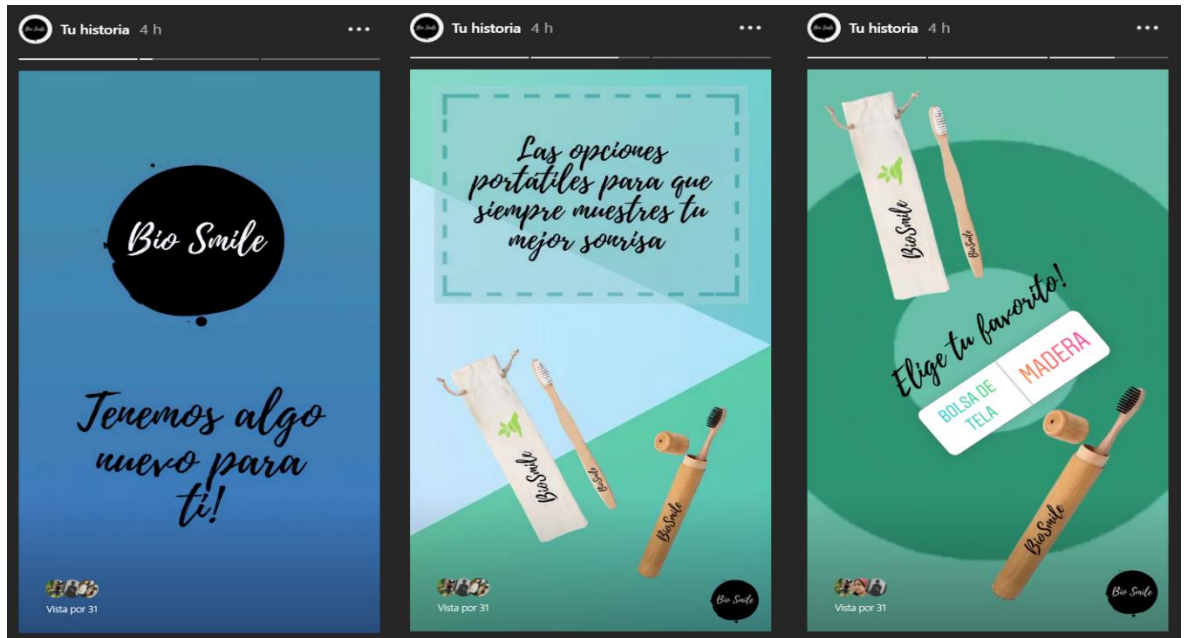 Tu historia 4 h
Bio Smile
Tenemos algo
nuevo para
ti!
Vista por 31
Tu historia 4 h
Las opciones
portatiles para que
siempre muestres tu
mejor sonrisa
BioSmile
BioSmile
BioSmile
Vista por 31
Bio Smile
Tu historia 4 h
BioSmile
BioSmile
Elige tu favorito!
BOLSA DE
TELA
MADERA
BioSmile
Vista por 31
Bio Smile